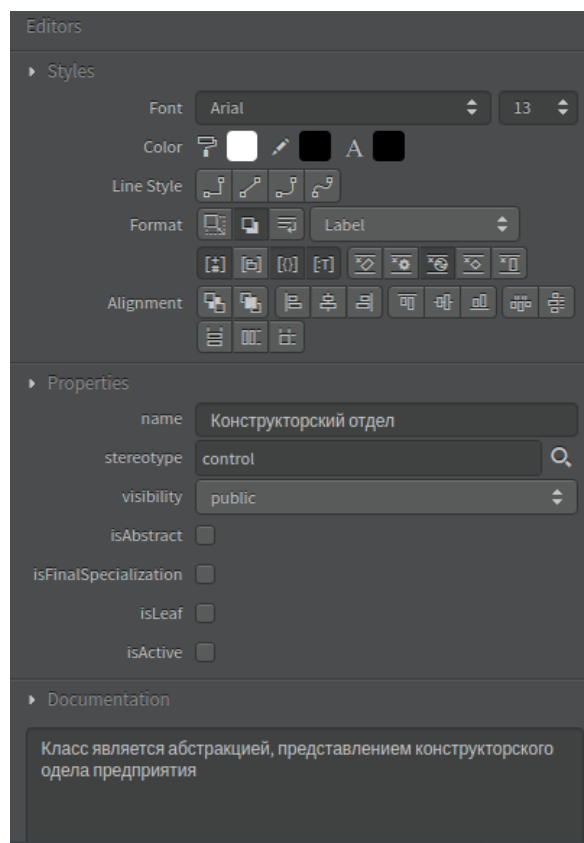 Editors
Styles
Font Arial 13
Color A
Line Style
Format Label
Alignment
Properties
name Конструкторский отдел
stereotype control
visibility public
isAbstract
isFinalSpecialization
isLeaf
isActive
Documentation
Класс является абстракцией, представлением конструкторского
одела предприятия